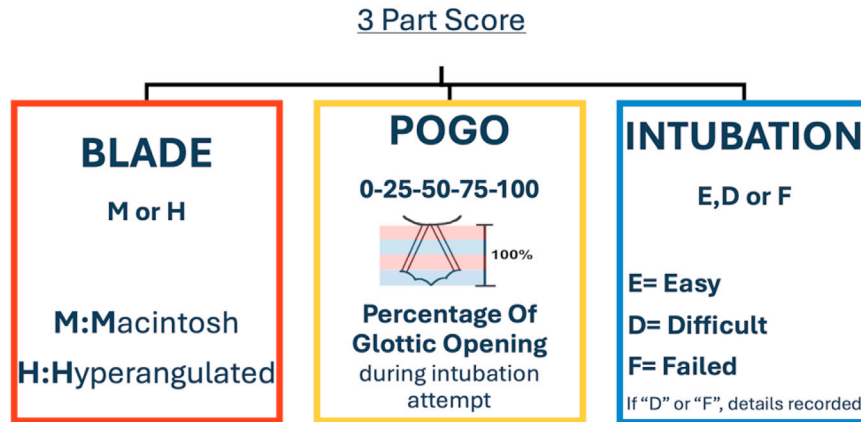 3 Part Score
BLADE
M or H
M:Macintosh
H:Hyperangulated
POGO
0-25-50-75-100
100%
Percentage Of
Glottic Opening
during intubation
attempt
INTUBATION
E,D or F
E= Easy
D= Difficult
F= Failed
If “D” or “F”, details recorded